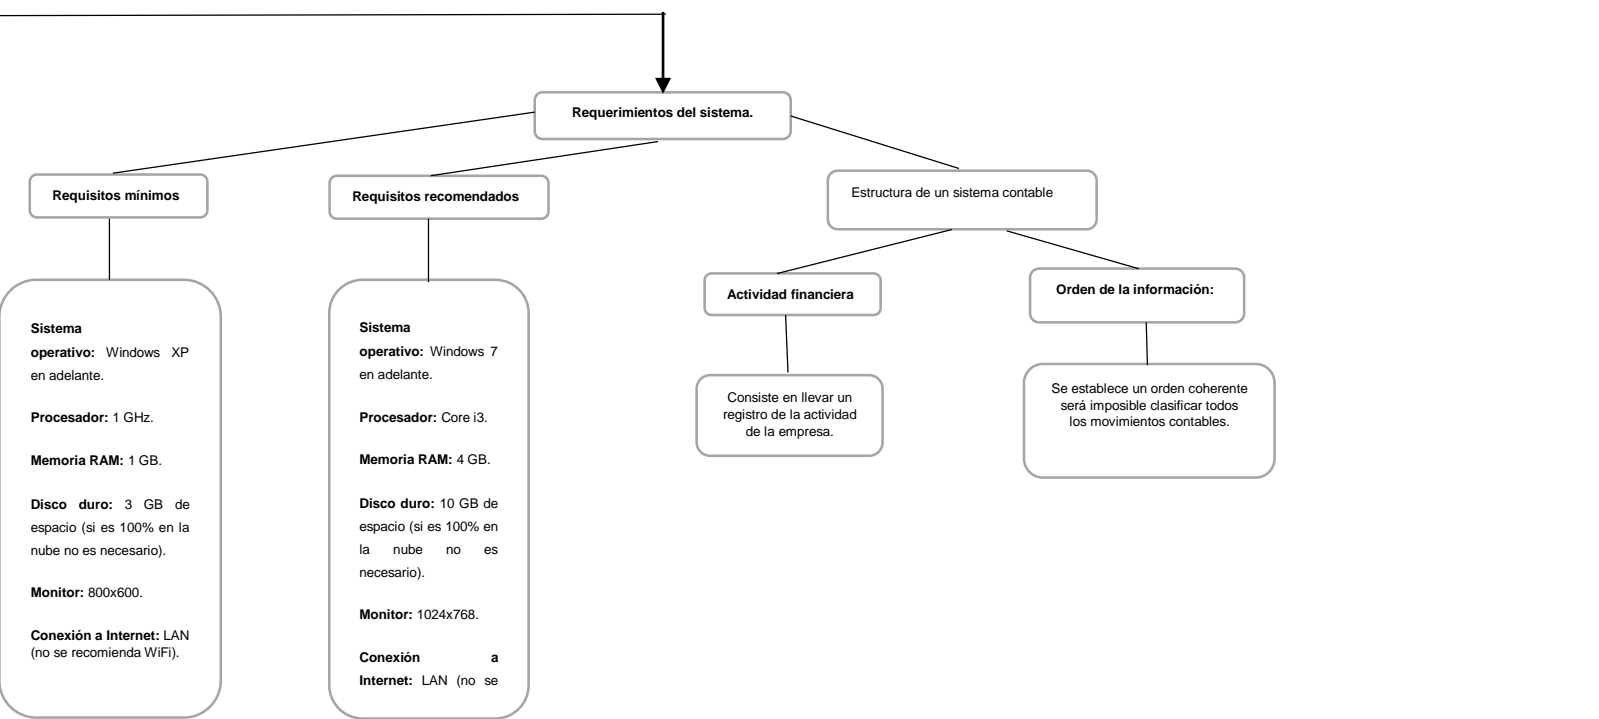 Requerimientos del sistema.
Requisitos mínimos
Requisitos recomendados
Estructura de un sistema contable
Actividad financiera
Orden de la información:
Sistema
operativo: Windows XP
en adelante.
Procesador: 1 GHz.
Memoria RAM: 1 GB.
Disco duro: 3 GB de
espacio (si es 100% en la
nube no es necesario).
Monitor: 800x600.
Conexión a Internet: LAN
(no se recomienda WiFi).
Sistema
operativo: Windows 7
en adelante.
Procesador: Core i3.
Memoria RAM: 4 GB.
Disco duro: 10 GB de
espacio (si es 100% en
la nube no es
necesario).
Monitor: 1024x768.
Conexión a
Internet: LAN (no se
Consiste en llevar un
registro de la actividad
de la empresa.
Se establece un orden coherente
será imposible clasificar todos
los movimientos contables.